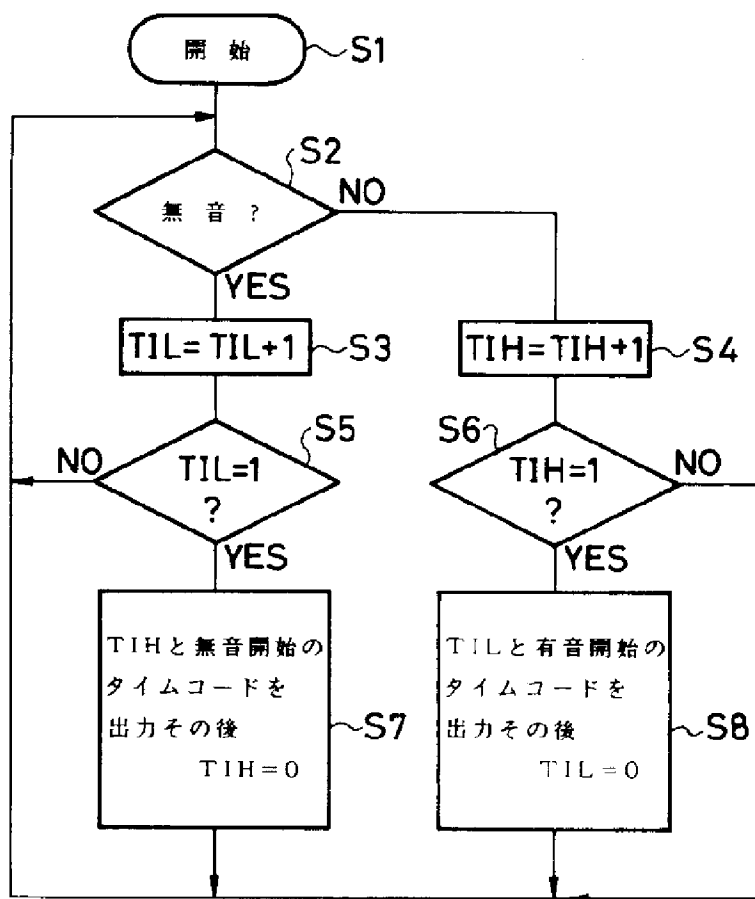 開始
S1
S2
無音?
NO
YES
TIL=TIL+1
S3
TIH=TIH+1
S4
S5
NO
TIL=1
?
YES
S6
TIH=1
?
NO
YES
TIHと無音開始の
タイムコードを
出力その後
TIH=0
S7
TILと有音開始の
タイムコードを
出力その後
TIL=0
S8